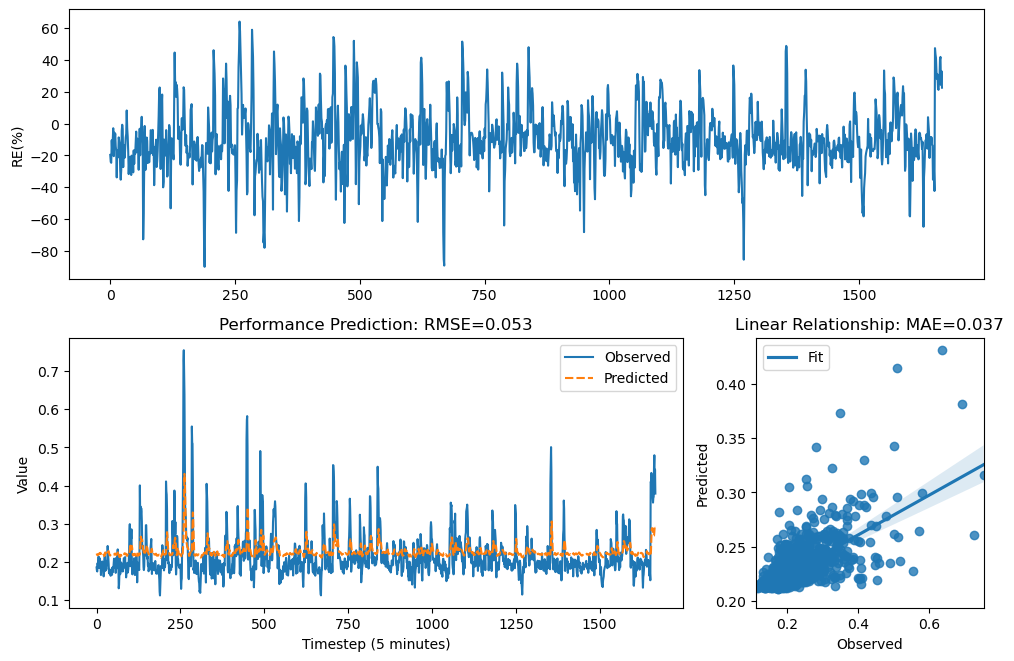 RE(%)
60
40
20
0
−20
−40
−60
−80
0 250 500 750 1000 1250 1500
Performance Prediction: RMSE=0.053
Value
0.7
0.6
0.5
0.4
0.3
0.2
0.1
Observed
Predicted
0 250 500 750 1000 1250 1500
Timestep (5 minutes)
Linear Relationship: MAE=0.037
Predicted
0.40
0.35
0.30
0.25
0.20
Fit
0.2 0.4 0.6
Observed